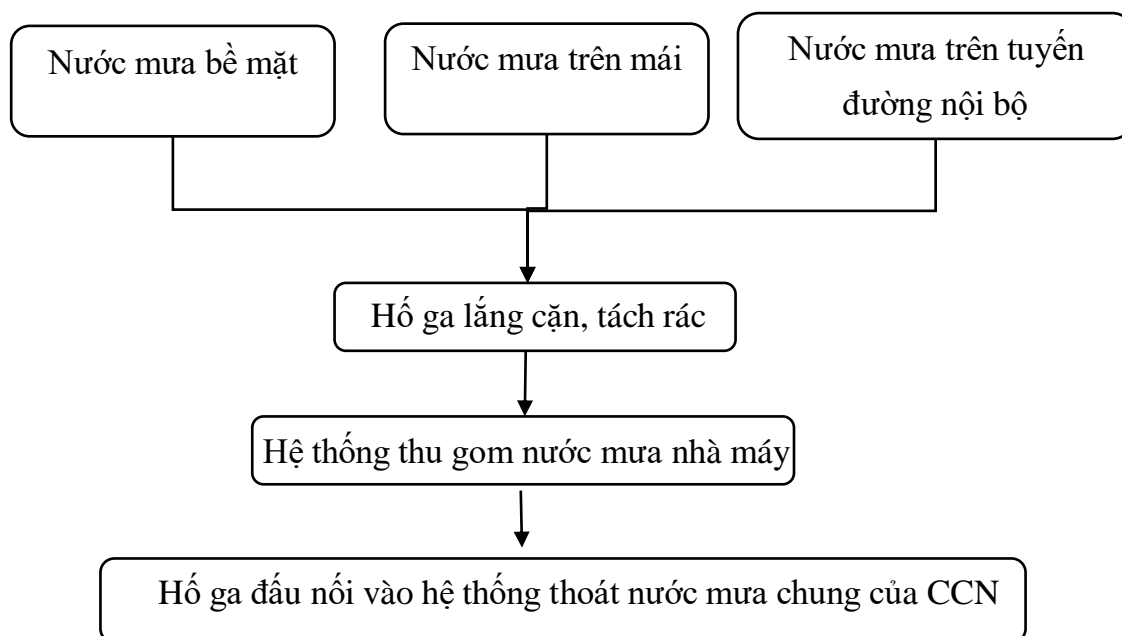 Nước mưa bề mặt
Nước mưa trên mái
Nước mưa trên tuyến
đường nội bộ
Hố ga lắng cặn, tách rác
Hệ thống thu gom nước mưa nhà máy
Hố ga đấu nối vào hệ thống thoát nước mưa chung của CCN